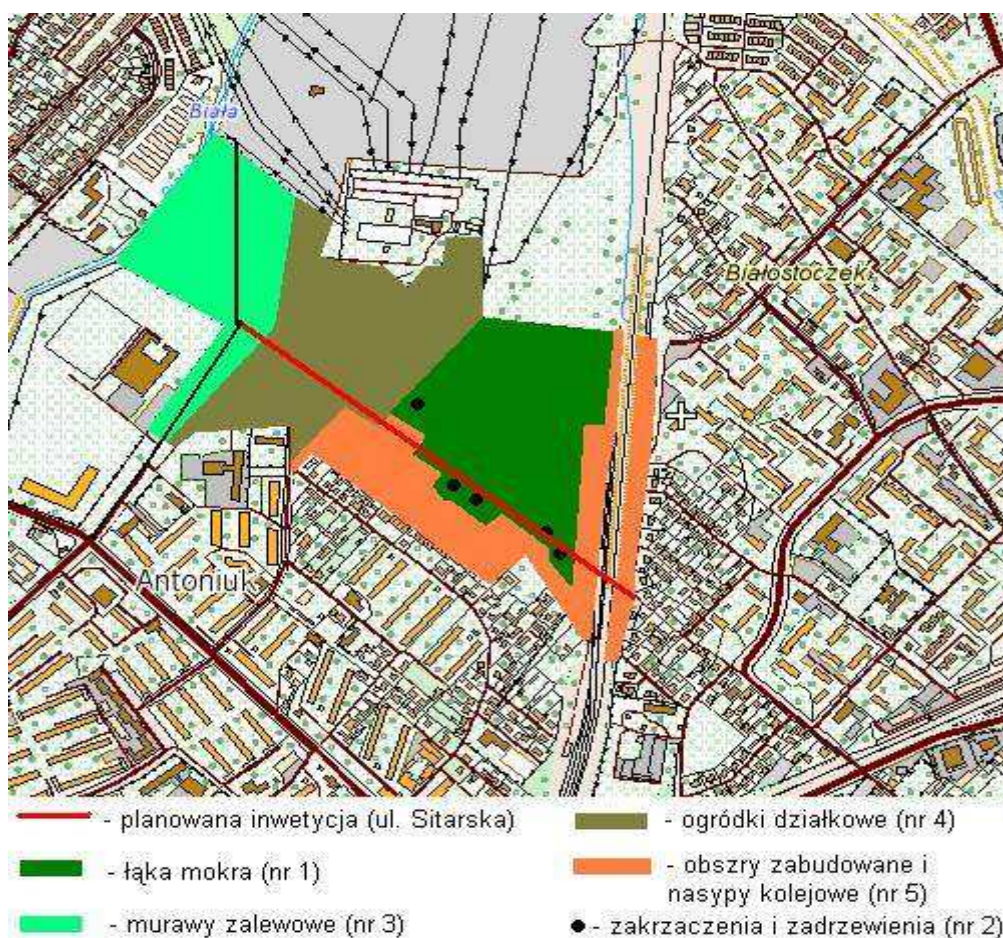 Biała
Białostoczek
Antoniuk
- planowana inwetycja (ul. Sitarska)
- łąka mokra (nr 1)
- murawy zalewowe (nr 3)
- ogródki działkowe (nr 4)
- obszry zabudowane i
nasypy kolejowe (nr 5)
- zakrzaczenia i zadrzewienia (nr 2)